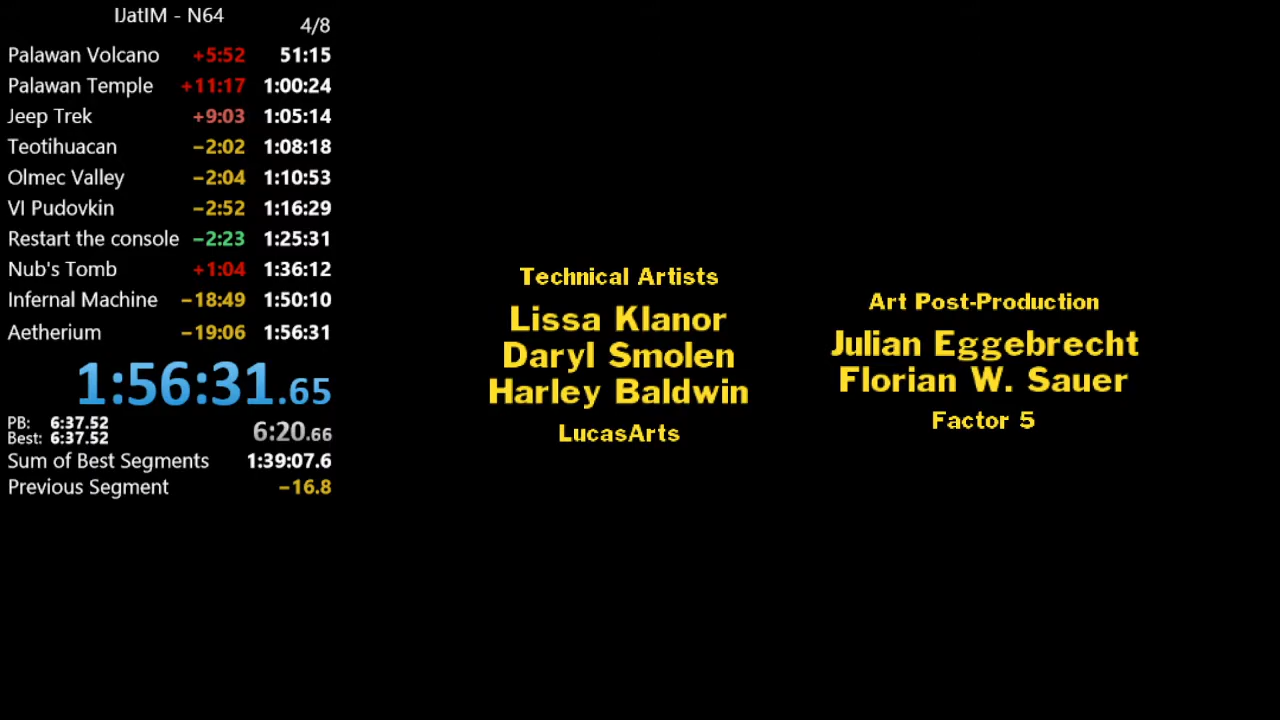 IJatIM - N64
4/8
Palawan Volcano +5:52 51:15
Palawan Temple +11:17 1:00:24
Jeep Trek +9:03 1:05:14
Teotihuacan −2:02 1:08:18
Olmec Valley −2:04 1:10:53
VI Pudovkin −2:52 1:16:29
Restart the console −2:23 1:25:31
Nub's Tomb +1:04 1:36:12
Infernal Machine −18:49 1:50:10
Aetherium −19:06 1:56:31
1:56:31.65
PB: 6:37.52
Best: 6:37.52
6:20.66
Sum of Best Segments 1:39:07.6
Previous Segment −16.8
Technical Artists
Lissa Klanor
Daryl Smolen
Harley Baldwin
LucasArts
Art Post-Production
Julian Eggebrecht
Florian W. Sauer
Factor 5